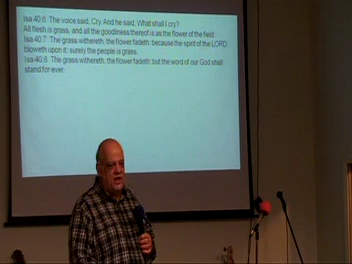 Isa 40:6 The voice said, Cry. And he said, What shall I cry?
All flesh is grass, and all the goodliness thereof is as the flower of the field.
Isa 40:7 The grass withereth, the flower fadeth: because the spirit of the LORD
bloweth upon it: surely the people is grass.
Isa 40:8 The grass withereth, the flower fadeth: but the word of our God shall
stand for ever.